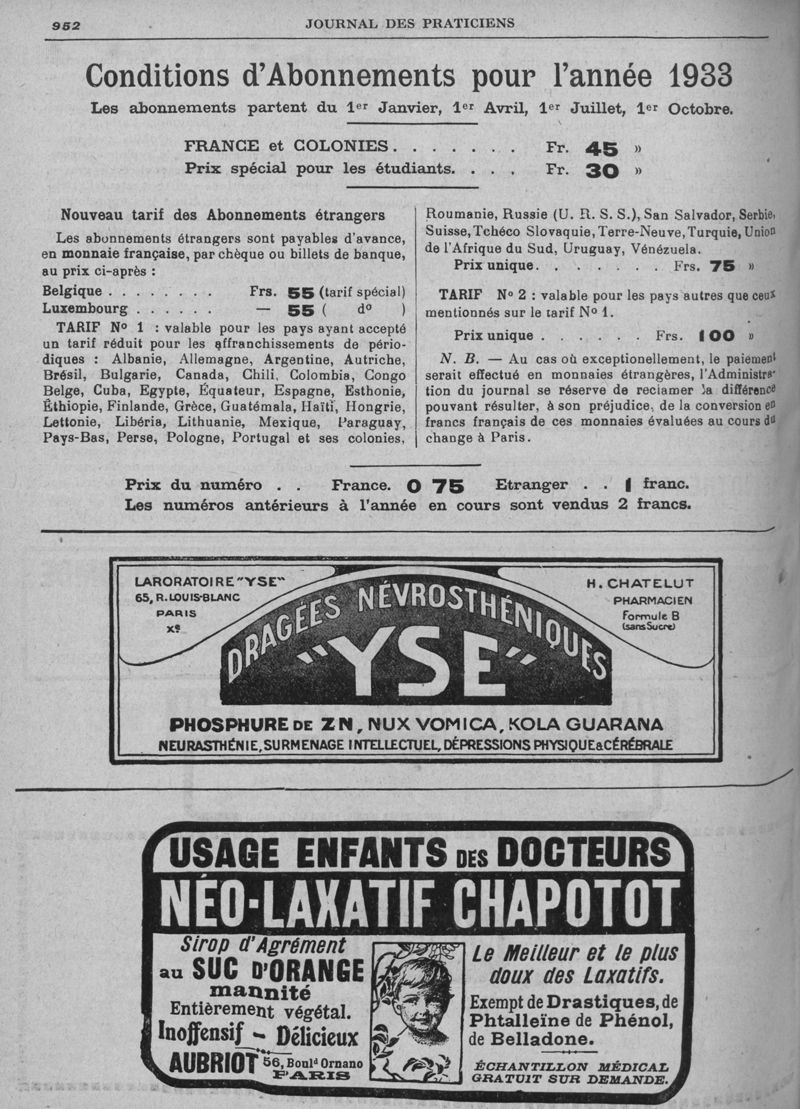 952
JOURNAL DES PRATICIENS
Conditions d'Abonnements pour l'année 1933
Les abonnements partent du 1er Janvier, 1er Avril, 1er Juillet, 1er Octobre.
FRANCE et COLONIES. . . . . . . Fr. 45 »
Prix spécial pour les étudiants. . . . Fr. 30 »
Nouveau tarif des Abonnements étrangers
Les abonnements étrangers sont payables d'avance,
en monnaie française, par chèque ou billets de banque,
au prix ci-après :
Belgique . . . . . . . . Frs. 55 (tarif spécial)
Luxembourg . . . . . . — 55 ( do )
TARIF No 1 : valable pour les pays ayant accepté
un tarif réduit pour les affranchissements de pério-
diques : Albanie, Allemagne, Argentine, Autriche,
Brésil, Bulgarie, Canada, Chili, Colombia, Congo
Belge, Cuba, Egypte, Équateur, Espagne, Esthonie,
Éthiopie, Finlande, Grèce, Guatémala, Haïti, Hongrie,
Lettonie, Libéria, Lithuanie, Mexique, Paraguay,
Pays-Bas, Perse, Pologne, Portugal et ses colonies,
Roumanie, Russie (U. R. S. S.), San Salvador, Serbie,
Suisse, Tchéco Slovaquie, Terre-Neuve, Turquie, Union
de l'Afrique du Sud, Uruguay, Vénézuela.
Prix unique. . . . . . . . Frs. 75 »
TARIF No 2 : valable pour les pays autres que ceux
mentionnés sur le tarif No 1.
Prix unique . . . . . . Frs. 100 »
N. B. — Au cas où exceptionellement, le paiement
serait effectué en monnaies étrangères, l'Administra-
tion du journal se réserve de reclamer la différence
pouvant résulter, à son préjudice, de la conversion en
francs français de ces monnaies évaluées au cours du
change à Paris.
Prix du numéro . . France. 0 75 Etranger . . 1 franc.
Les numéros antérieurs à l'année en cours sont vendus 2 francs.
LARORATOIRE "YSE"
65, R. LOUIS-BLANC
PARIS
Xe
H. CHATELUT
PHARMACIEN
Formule B
(sans Sucre)
DRAGÉES NÉVROSTHÉNIQUES
"YSE"
PHOSPHURE DE ZN, NUX VOMICA, KOLA GUARANA
NEURASTHÉNIE, SURMENAGE INTELLECTUEL, DÉPRESSIONS PHYSIQUE & CÉRÉBRALE
USAGE ENFANTS DES DOCTEURS
NÉO-LAXATIF CHAPOTOT
Sirop d'Agrément
au SUC D'ORANGE
mannité
Entièrement végétal.
Inoffensif - Délicieux
AUBRIOT 56, Bould Ornano
PARIS
Le Meilleur et le plus
doux des Laxatifs.
Exempt de Drastiques, de
Phtalleïne de Phénol,
de Belladone.
ÉCHANTILLON MÉDICAL
GRATUIT SUR DEMANDE.